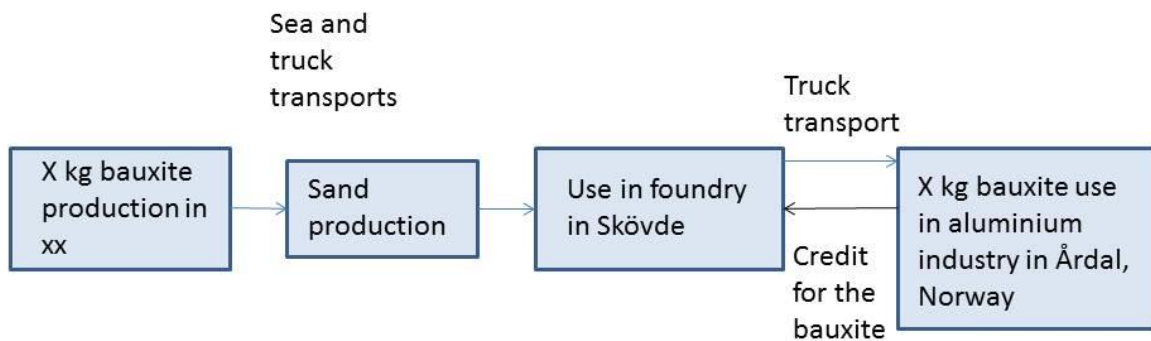 Sea and
truck
transports
Truck
transport
X kg bauxite
production in
xx
Sand
production
Use in foundry
in Skövde
X kg bauxite use
in aluminium
industry in Årdal,
Norway
Credit
for the
bauxite